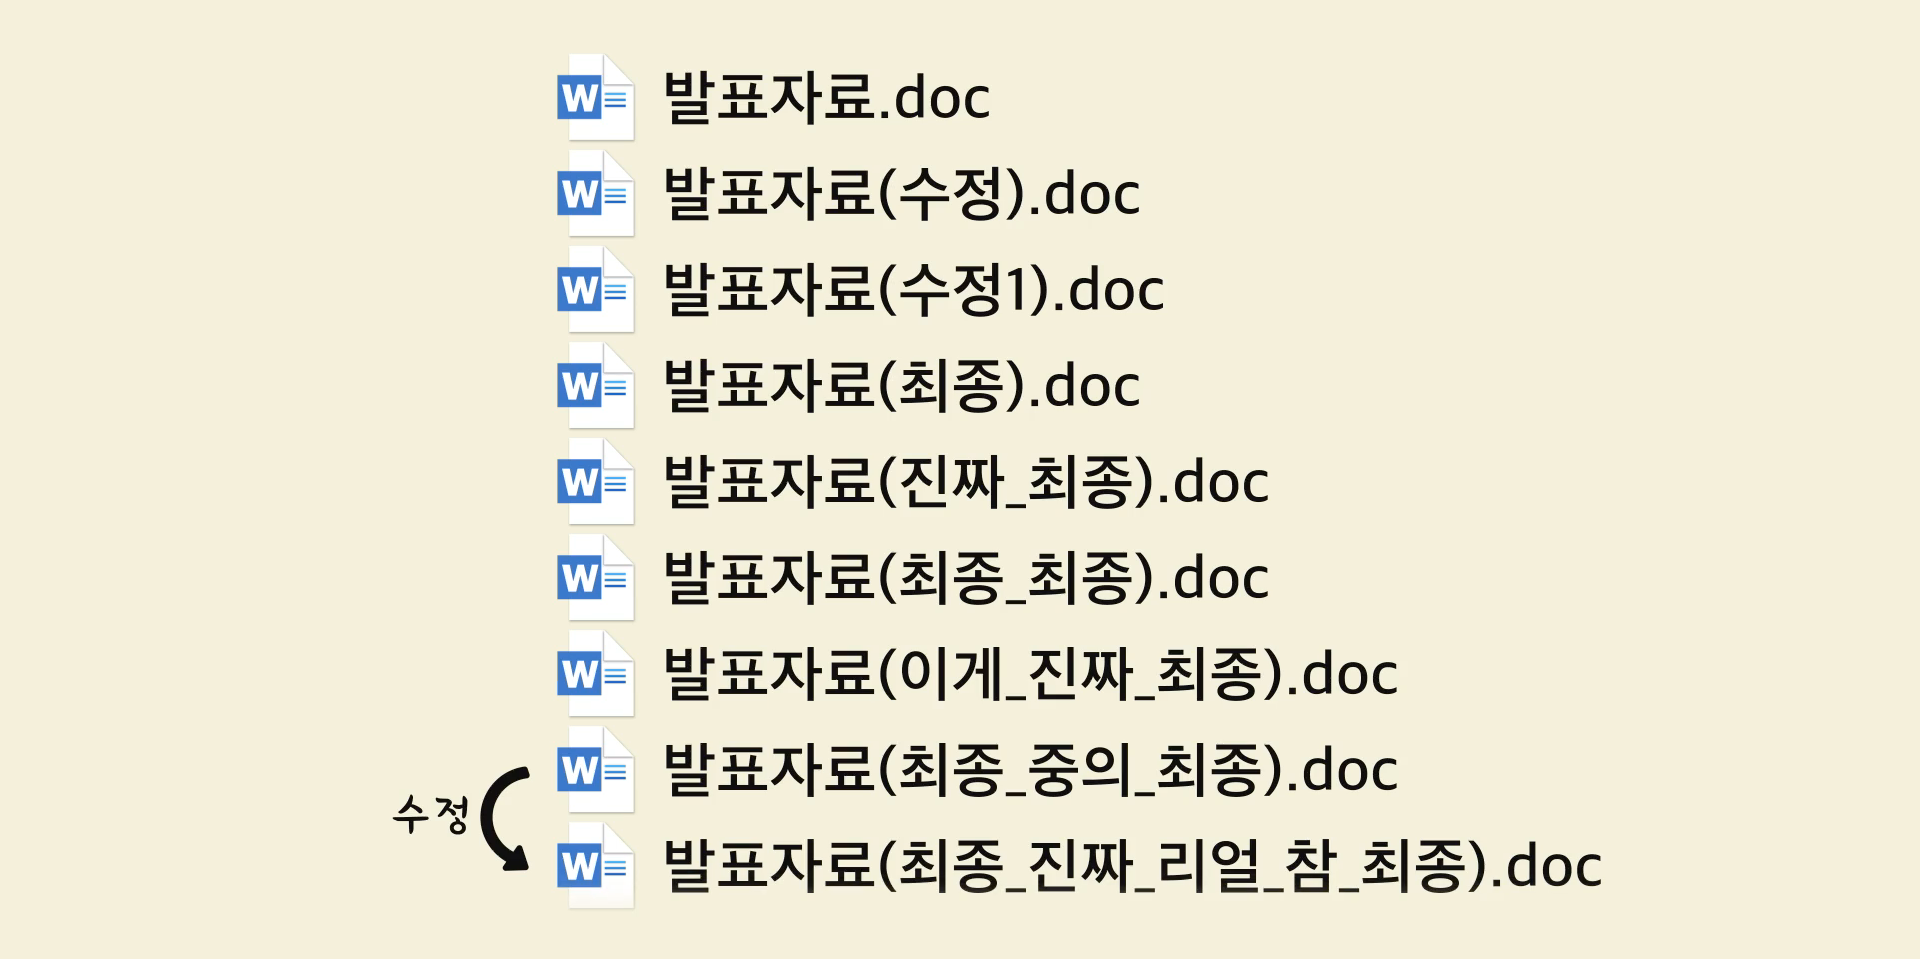 W 발표자료.doc
W 발표자료(수정).doc
W 발표자료(수정1).doc
W 발표자료(최종).doc
W 발표자료(진짜_최종).doc
W 발표자료(최종_최종).doc
W 발표자료(이게_진짜_최종).doc
W 발표자료(최종_중의_최종).doc
수정
W 발표자료(최종_진짜_리얼_참_최종).doc